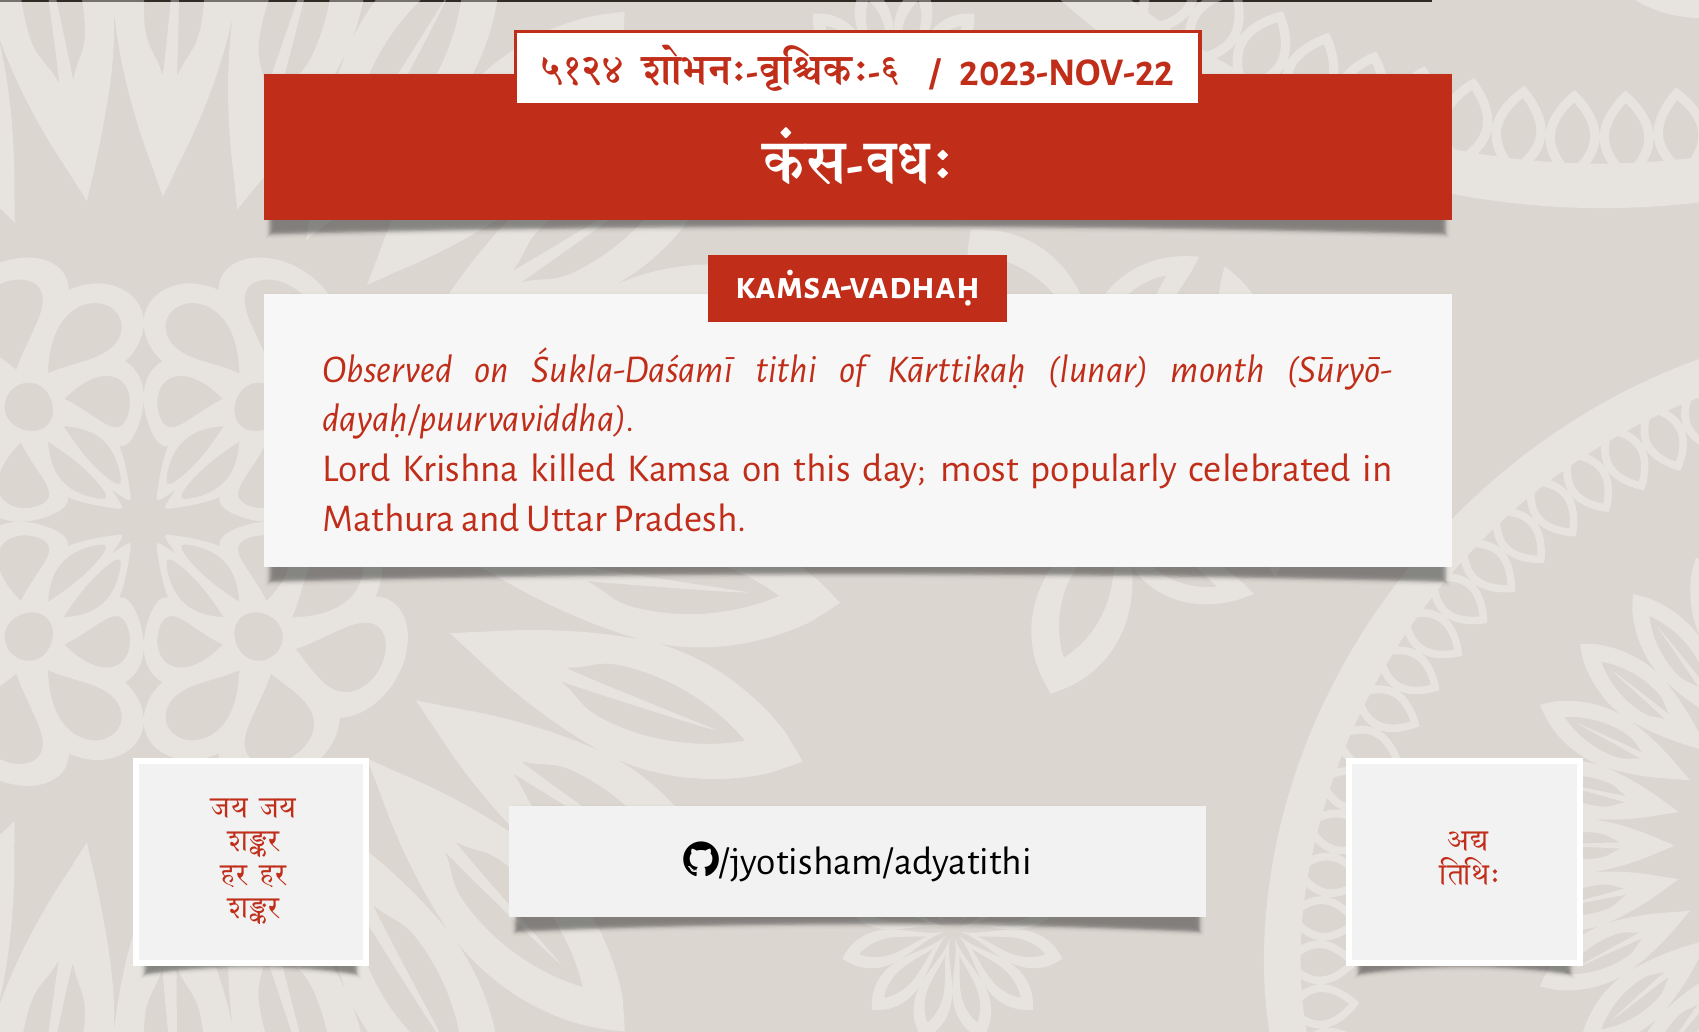 ५१२४ शोभनः-वृश्चिकः-६ / 2023-NOV-22
कंस-वधः
KAṀSA-VADHAḤ
Observed on Śukla-Daśamī tithi of Kārttikaḥ (lunar) month (Sūryō-
dayaḥ/puurvaviddha).
Lord Krishna killed Kamsa on this day; most popularly celebrated in
Mathura and Uttar Pradesh.
जय जय
शङ्कर
हर हर
शङ्कर
/jyotisham/adyatithi
अद्य
तिथिः